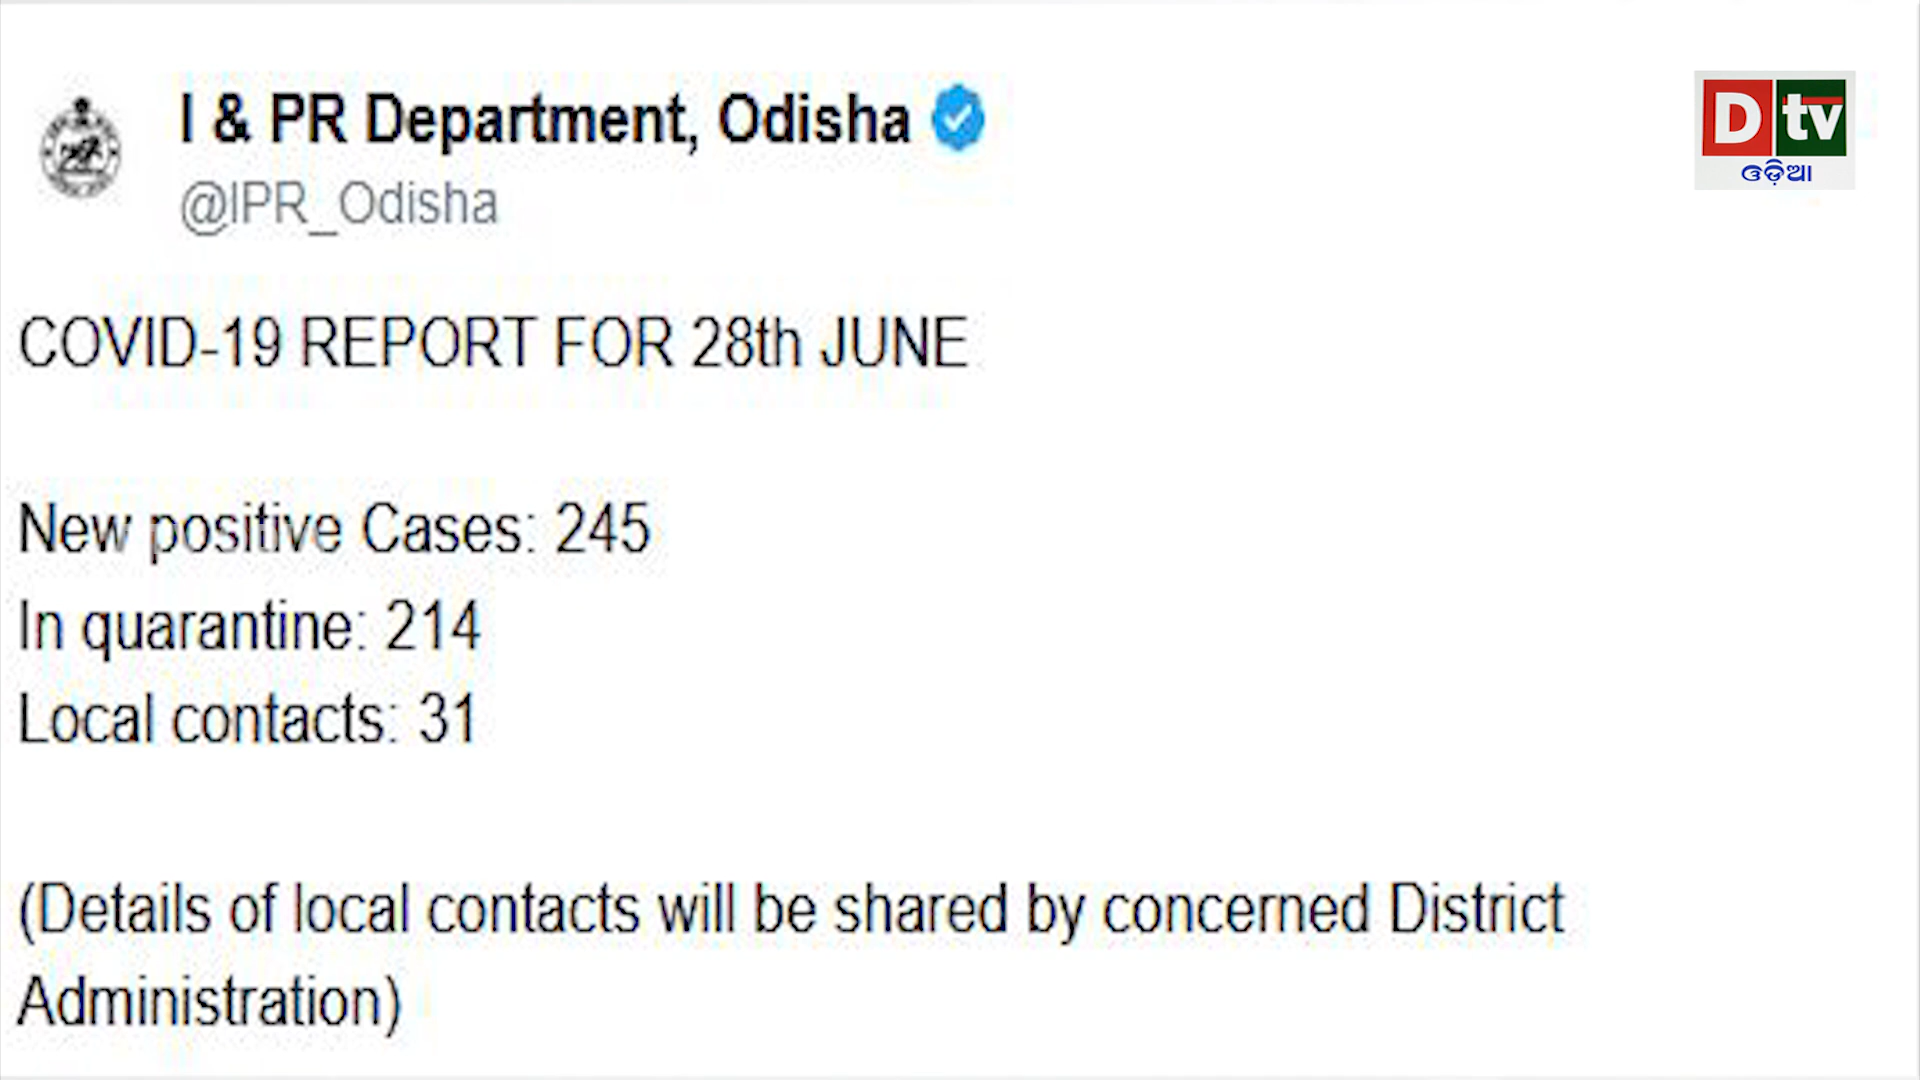 I & PR Department, Odisha
@IPR_Odisha
D tv
ଓଡ଼ିଆ
COVID-19 REPORT FOR 28th JUNE
New positive Cases: 245
In quarantine: 214
Local contacts: 31
(Details of local contacts will be shared by concerned District
Administration)